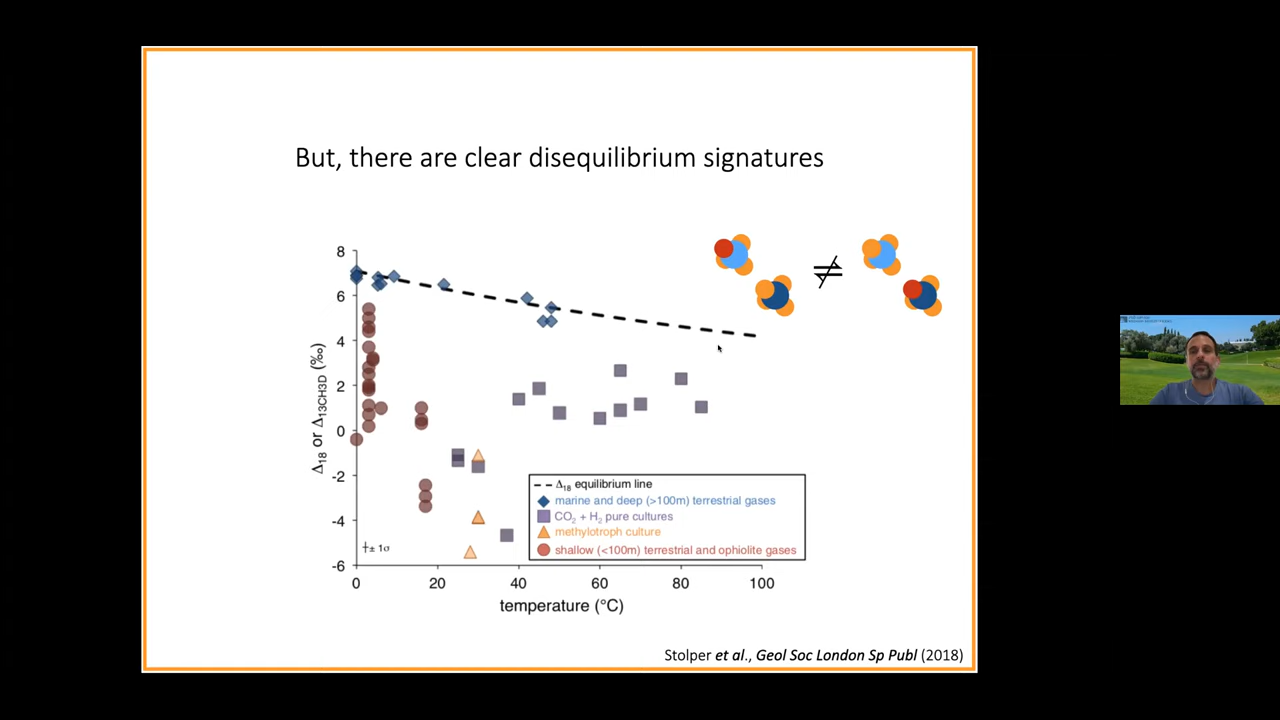 But, there are clear disequilibrium signatures
8
6
4
2
0
-2
-4
-6
Δ18 or Δ13CH3D (‰)
0 20 40 60 80 100
temperature (°C)
± 1σ
Δ18 equilibrium line
marine and deep (>100m) terrestrial gases
CO2 + H2 pure cultures
methylotroph culture
shallow (<100m) terrestrial and ophiolite gases
≠
Stolper et al., Geol Soc London Sp Publ (2018)